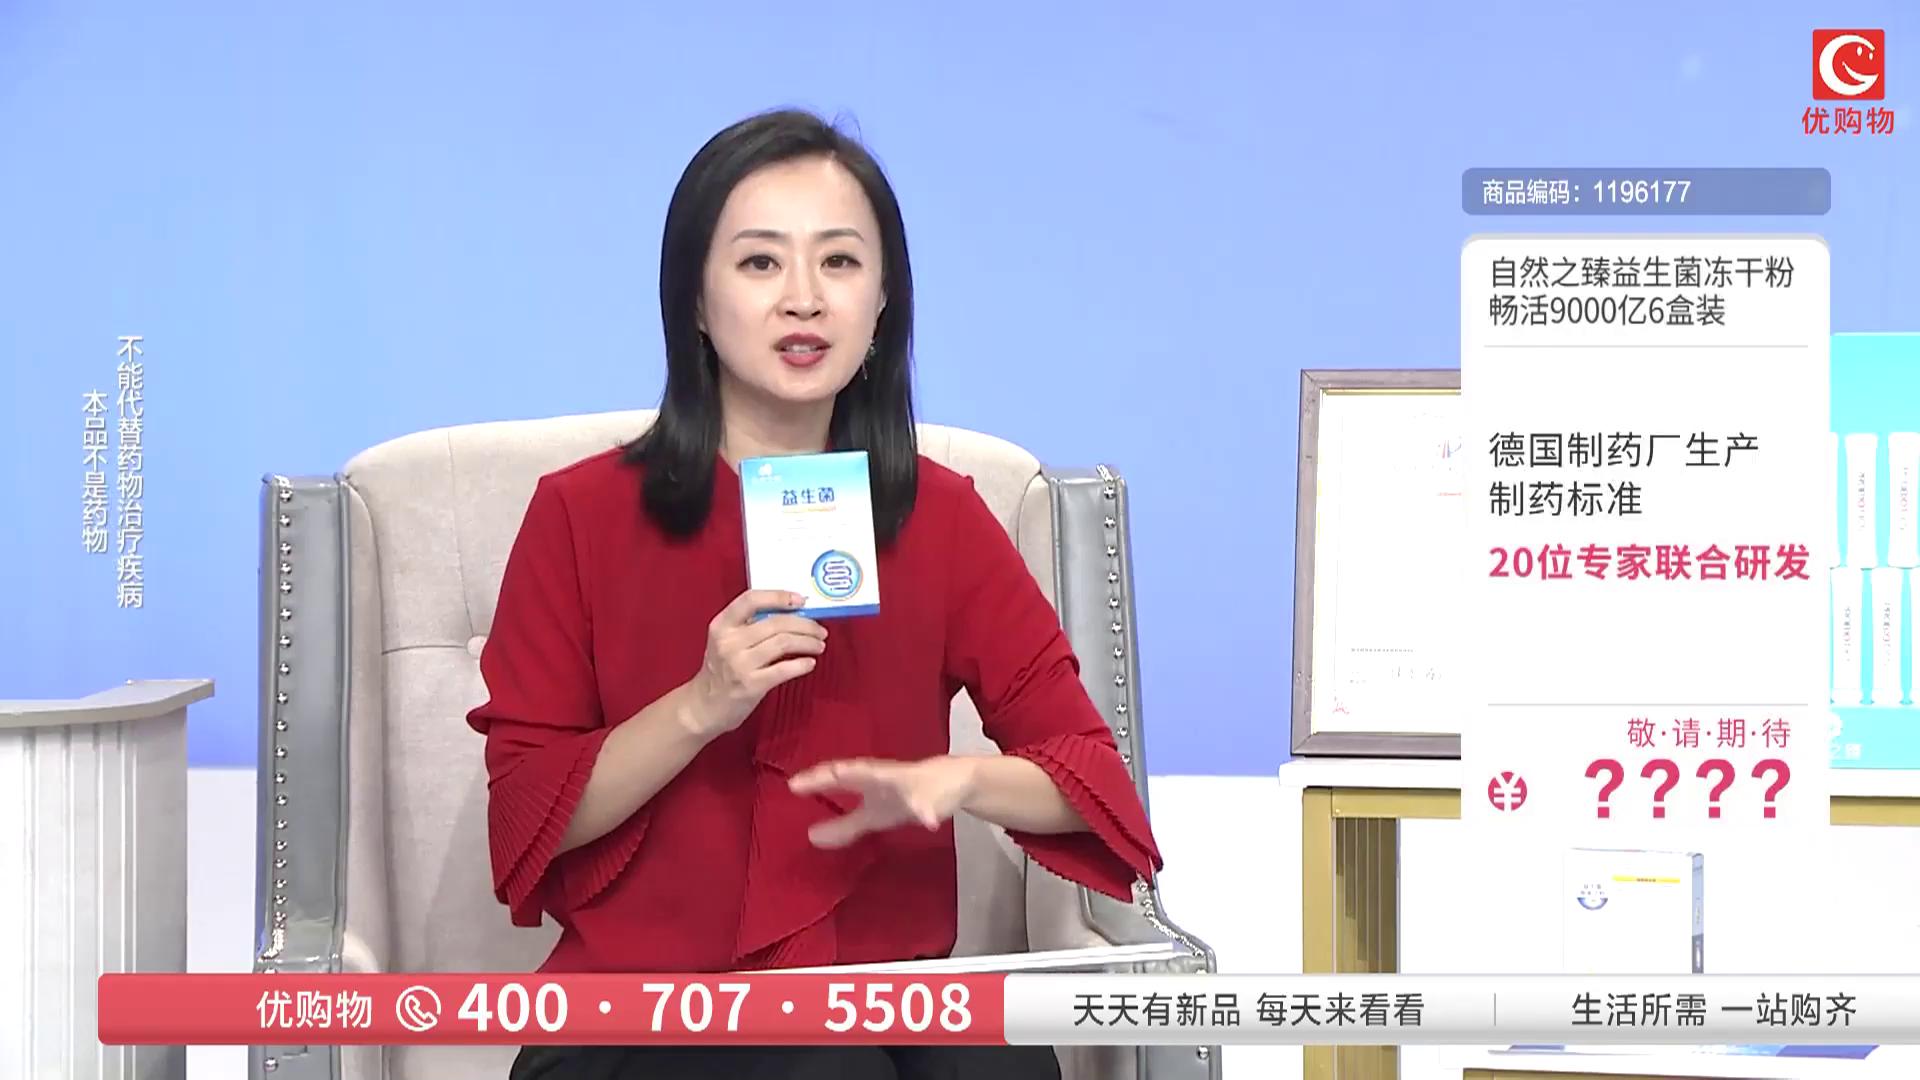 优购物
商品编码：1196177
自然之臻益生菌冻干粉
畅活9000亿6盒装
德国制药厂生产
制药标准
20位专家联合研发
敬·请·期·待
¥ ????
本品不是药物
不能代替药物治疗疾病
益生菌
优购物 400·707·5508
天天有新品 每天来看看
生活所需 一站购齐